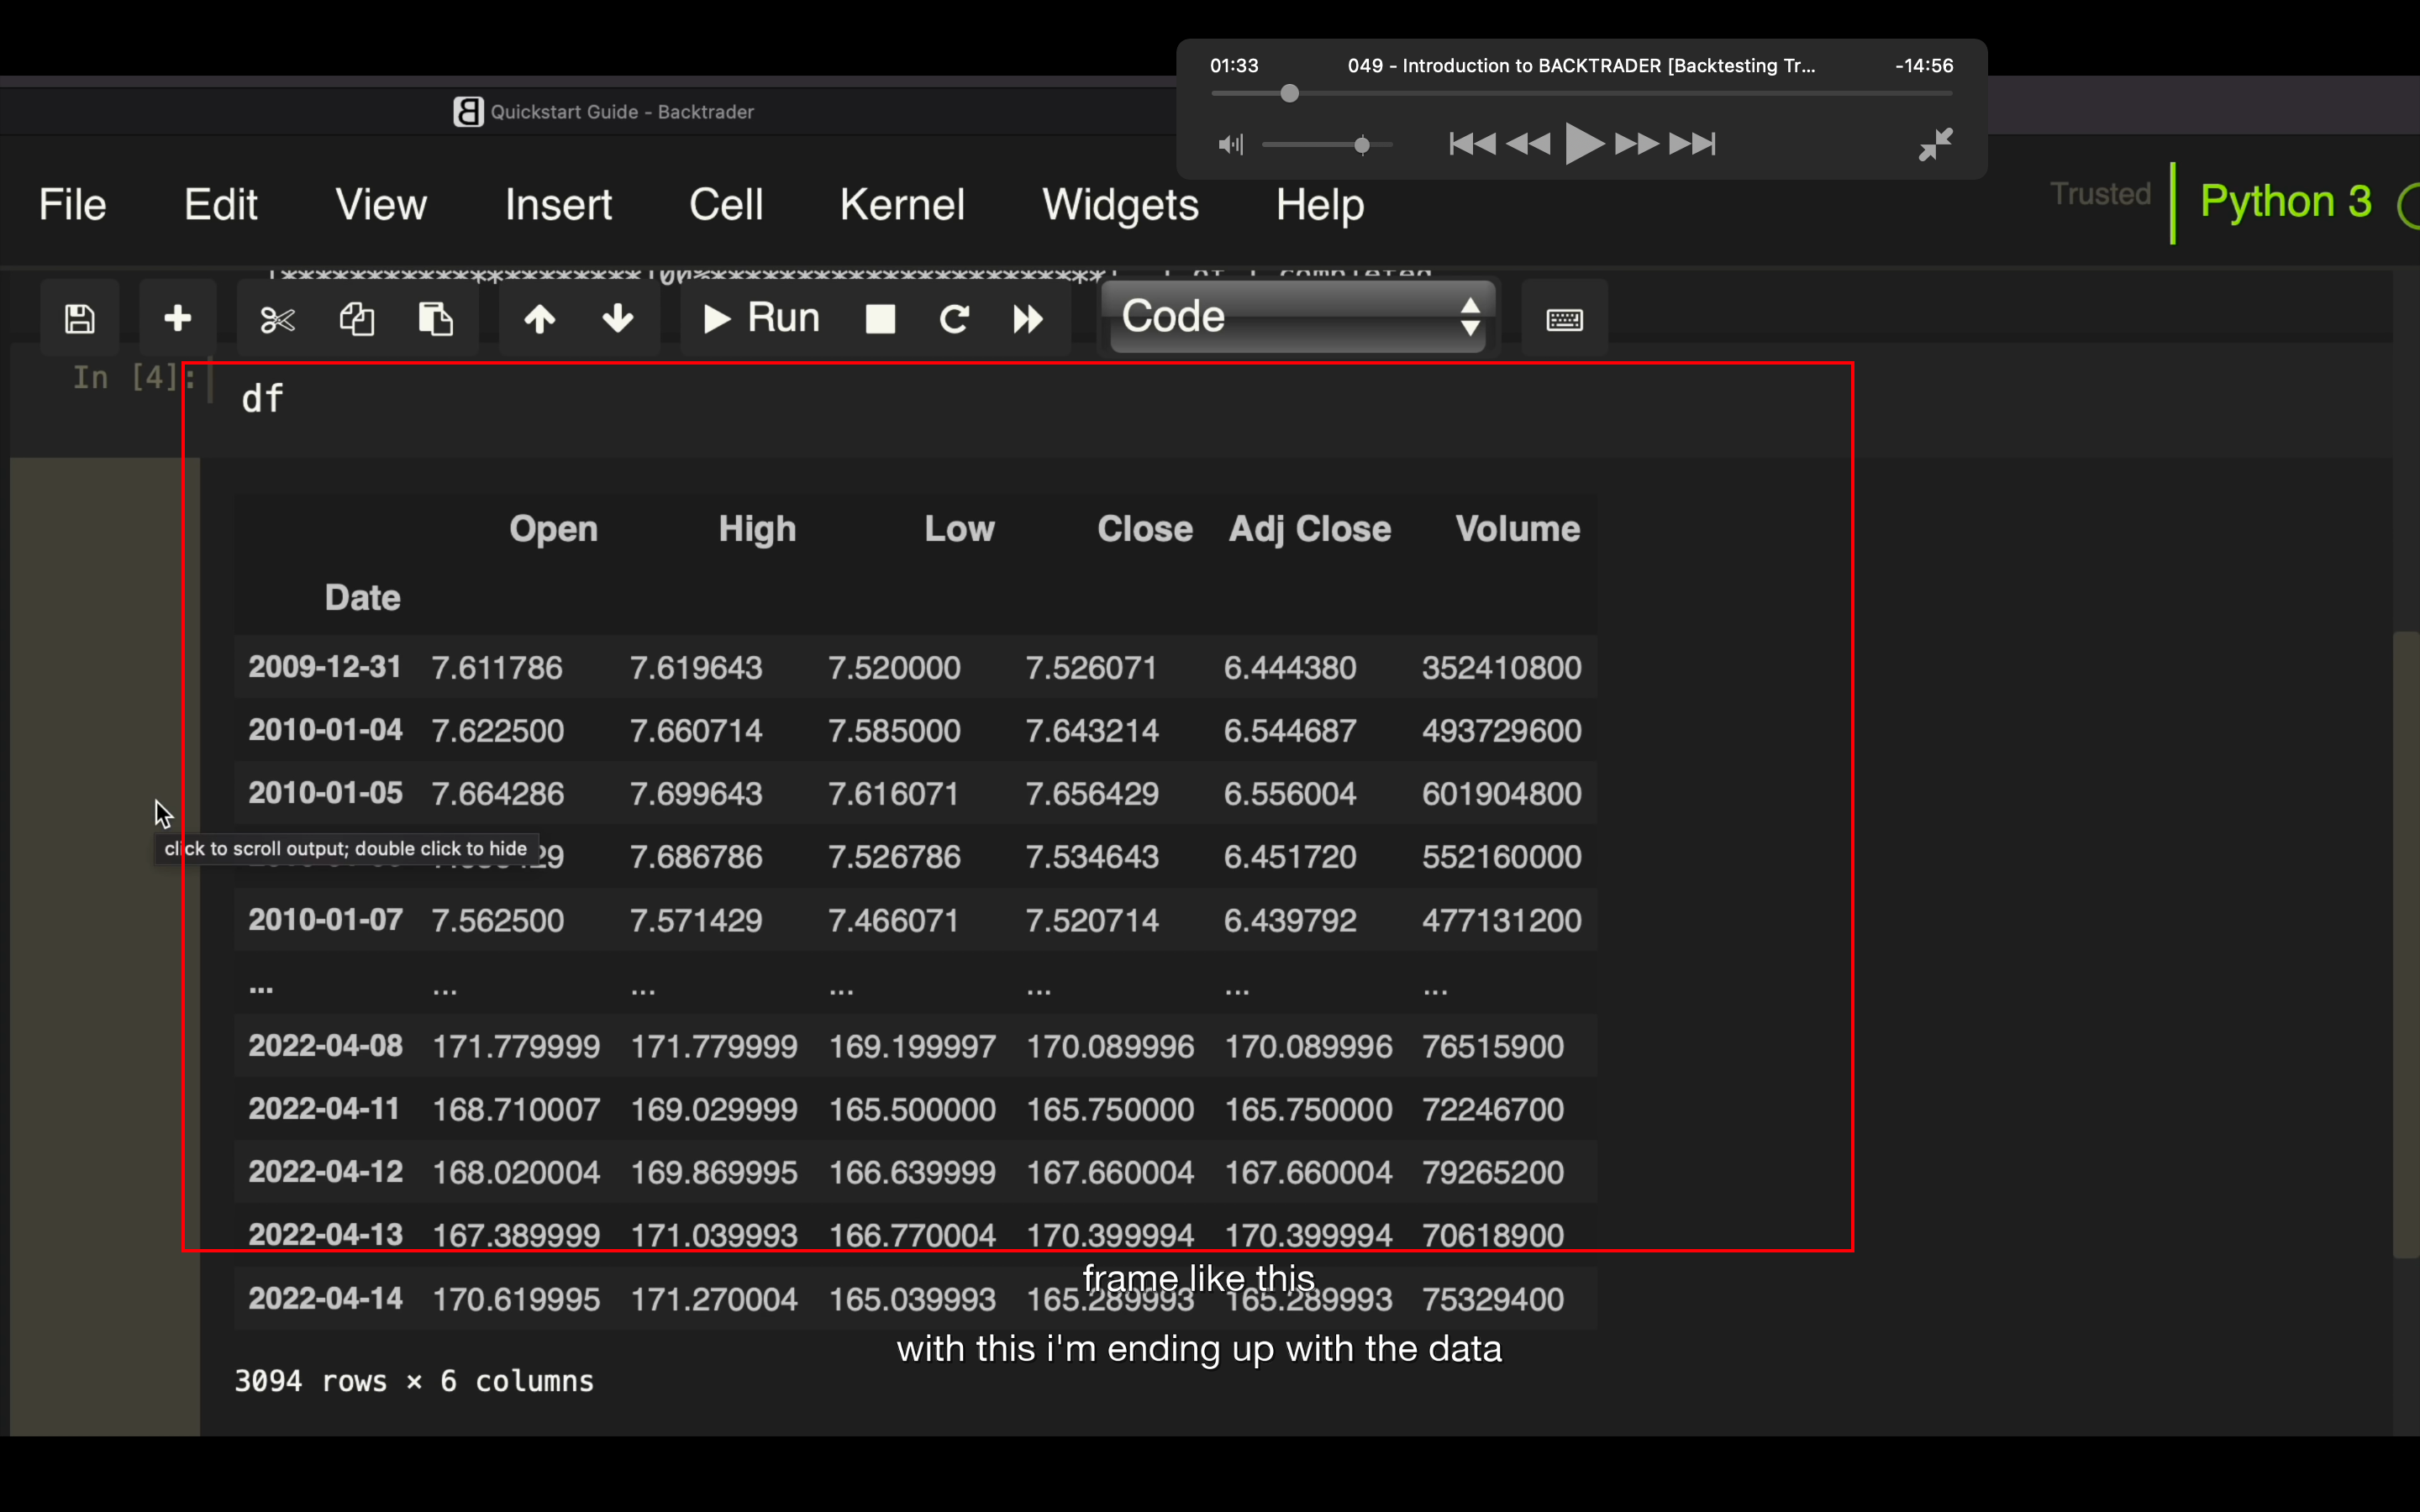 01:33 049 - Introduction to BACKTRADER [Backtesting Tr... -14:56
Quickstart Guide - Backtrader
File Edit View Insert Cell Kernel Widgets Help Trusted Python 3
Run Code
In [4]: df
Open High Low Close Adj Close Volume
Date
2009-12-31 7.611786 7.619643 7.520000 7.526071 6.444380 352410800
2010-01-04 7.622500 7.660714 7.585000 7.643214 6.544687 493729600
2010-01-05 7.664286 7.699643 7.616071 7.656429 6.556004 601904800
click to scroll output; double click to hide 7.686786 7.526786 7.534643 6.451720 552160000
2010-01-07 7.562500 7.571429 7.466071 7.520714 6.439792 477131200
... ... ... ... ... ... ...
2022-04-08 171.779999 171.779999 169.199997 170.089996 170.089996 76515900
2022-04-11 168.710007 169.029999 165.500000 165.750000 165.750000 72246700
2022-04-12 168.020004 169.869995 166.639999 167.660004 167.660004 79265200
2022-04-13 167.389999 171.039993 166.770004 170.399994 170.399994 70618900
frame like this
2022-04-14 170.619995 171.270004 165.039993 165.289993 165.289993 75329400
with this i'm ending up with the data
3094 rows × 6 columns